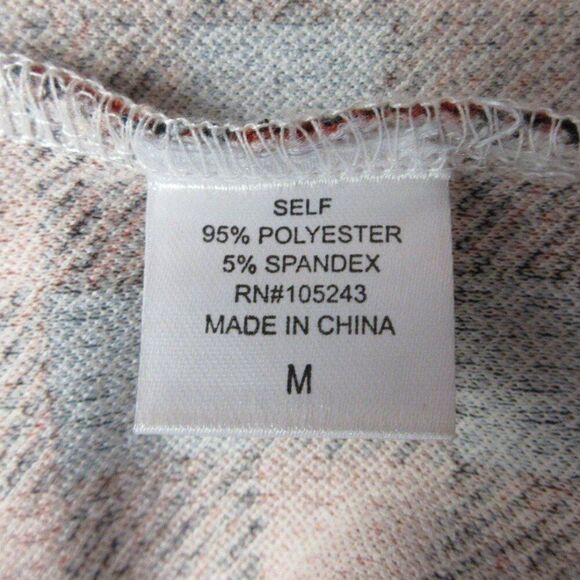 SELF
95% POLYESTER
5% SPANDEX
RN#105243
MADE IN CHINA
M